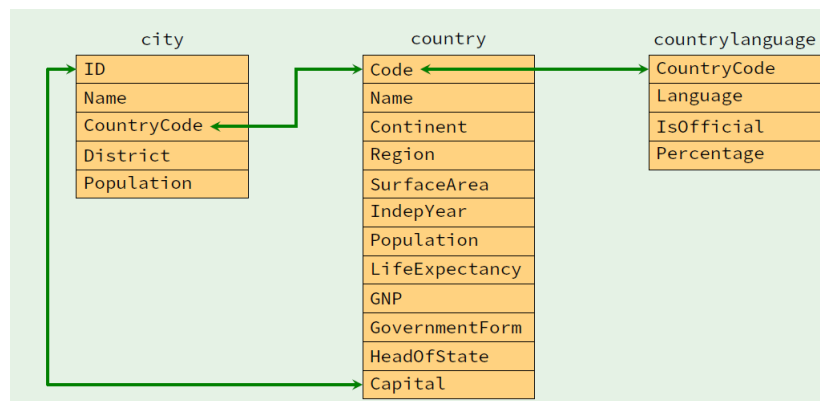 city
ID
Name
CountryCode
District
Population
country
Code
Name
Continent
Region
SurfaceArea
IndepYear
Population
LifeExpectancy
GNP
GovernmentForm
HeadOfState
Capital
countrylanguage
CountryCode
Language
IsOfficial
Percentage